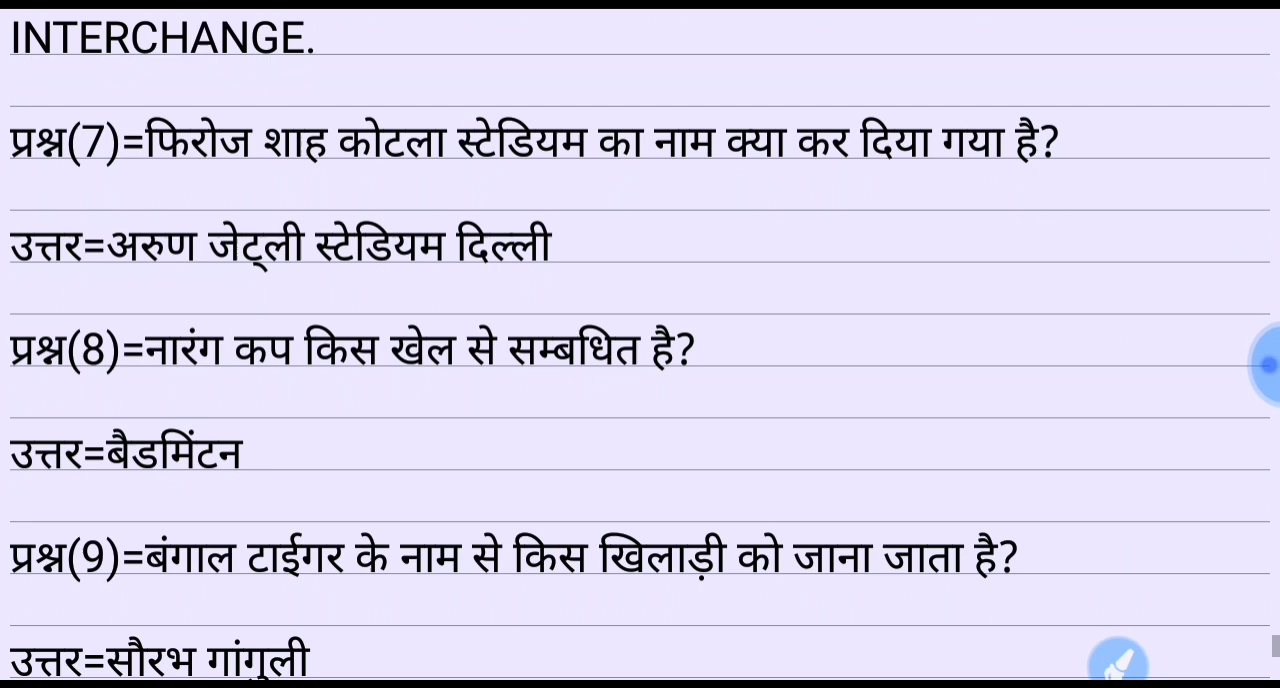 INTERCHANGE.
प्रश्न(7)=फिरोज शाह कोटला स्टेडियम का नाम क्या कर दिया गया है?
उत्तर=अरुण जेट्ली स्टेडियम दिल्ली
प्रश्न(8)=नारंग कप किस खेल से सम्बधित है?
उत्तर=बैडमिंटन
प्रश्न(9)=बंगाल टाईगर के नाम से किस खिलाड़ी को जाना जाता है?
उत्तर=सौरभ गांगुली